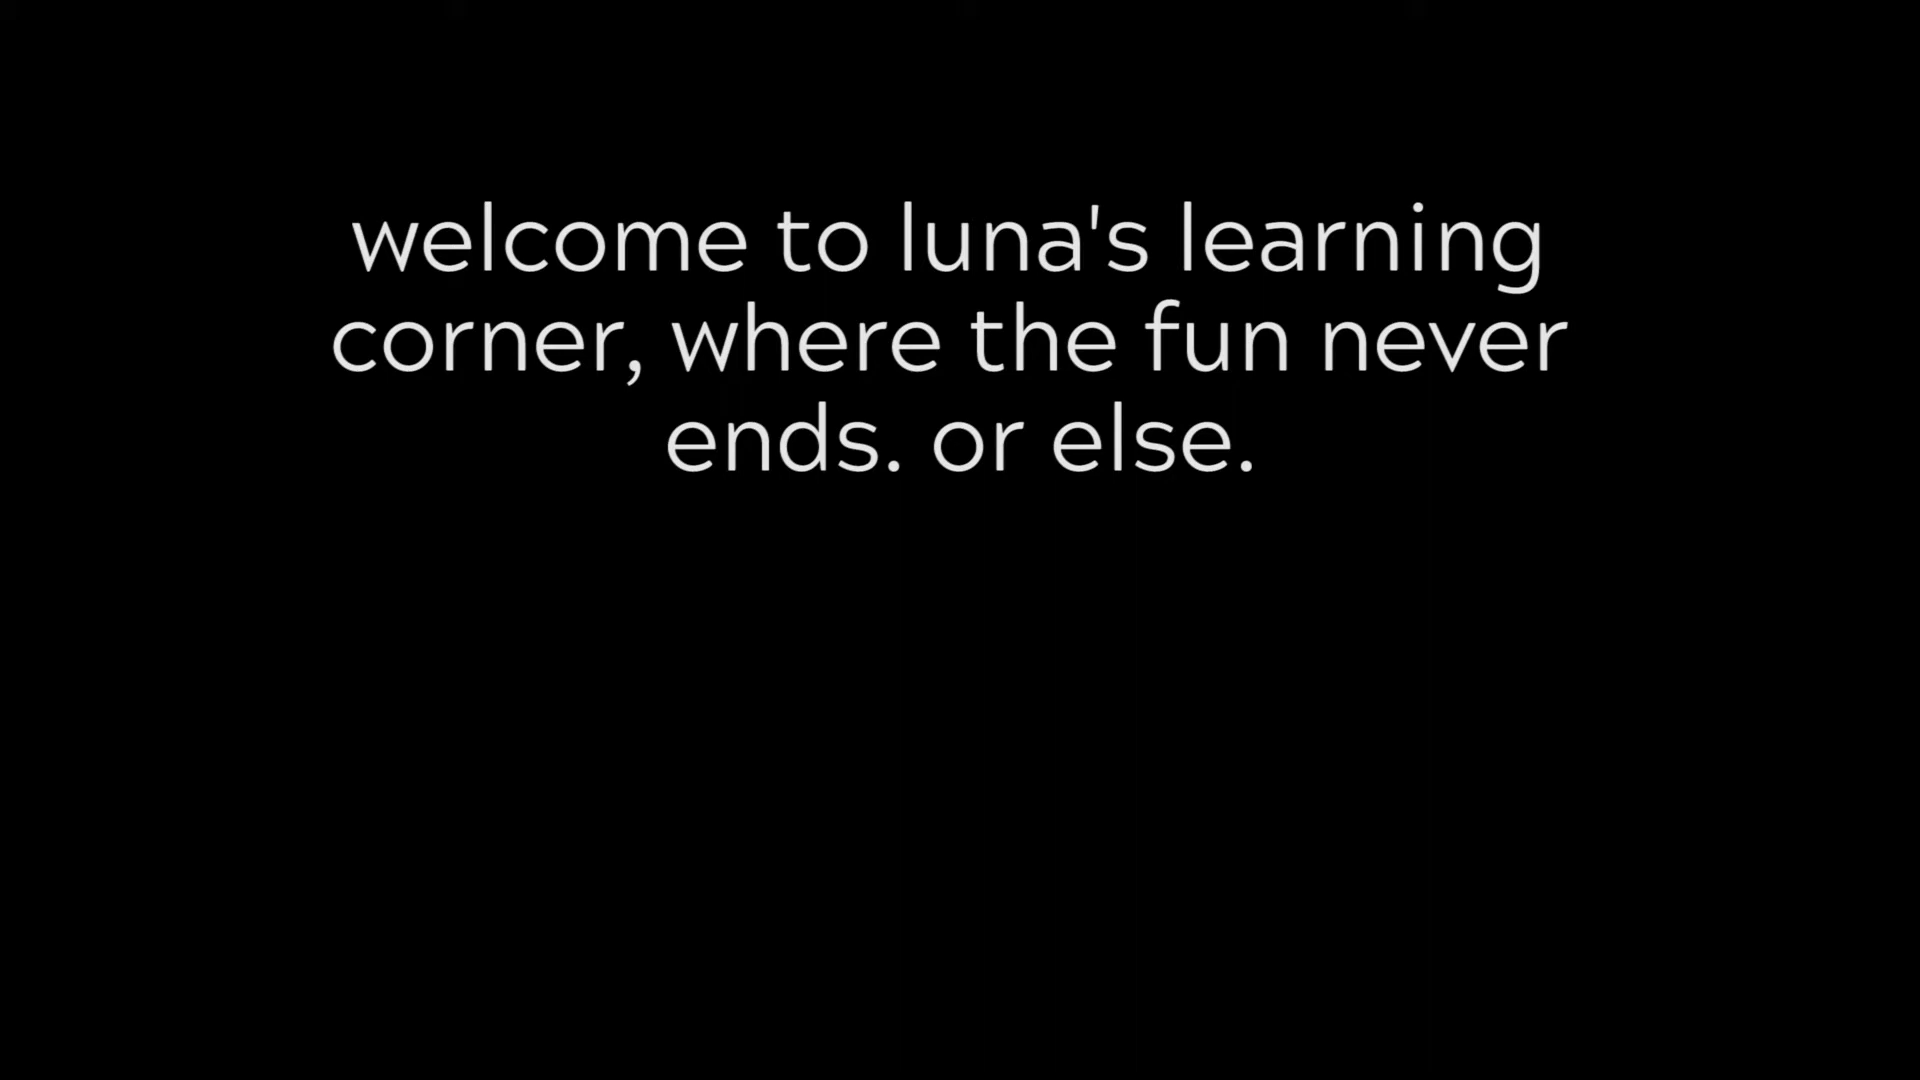 welcome to luna's learning
corner, where the fun never
ends. or else.